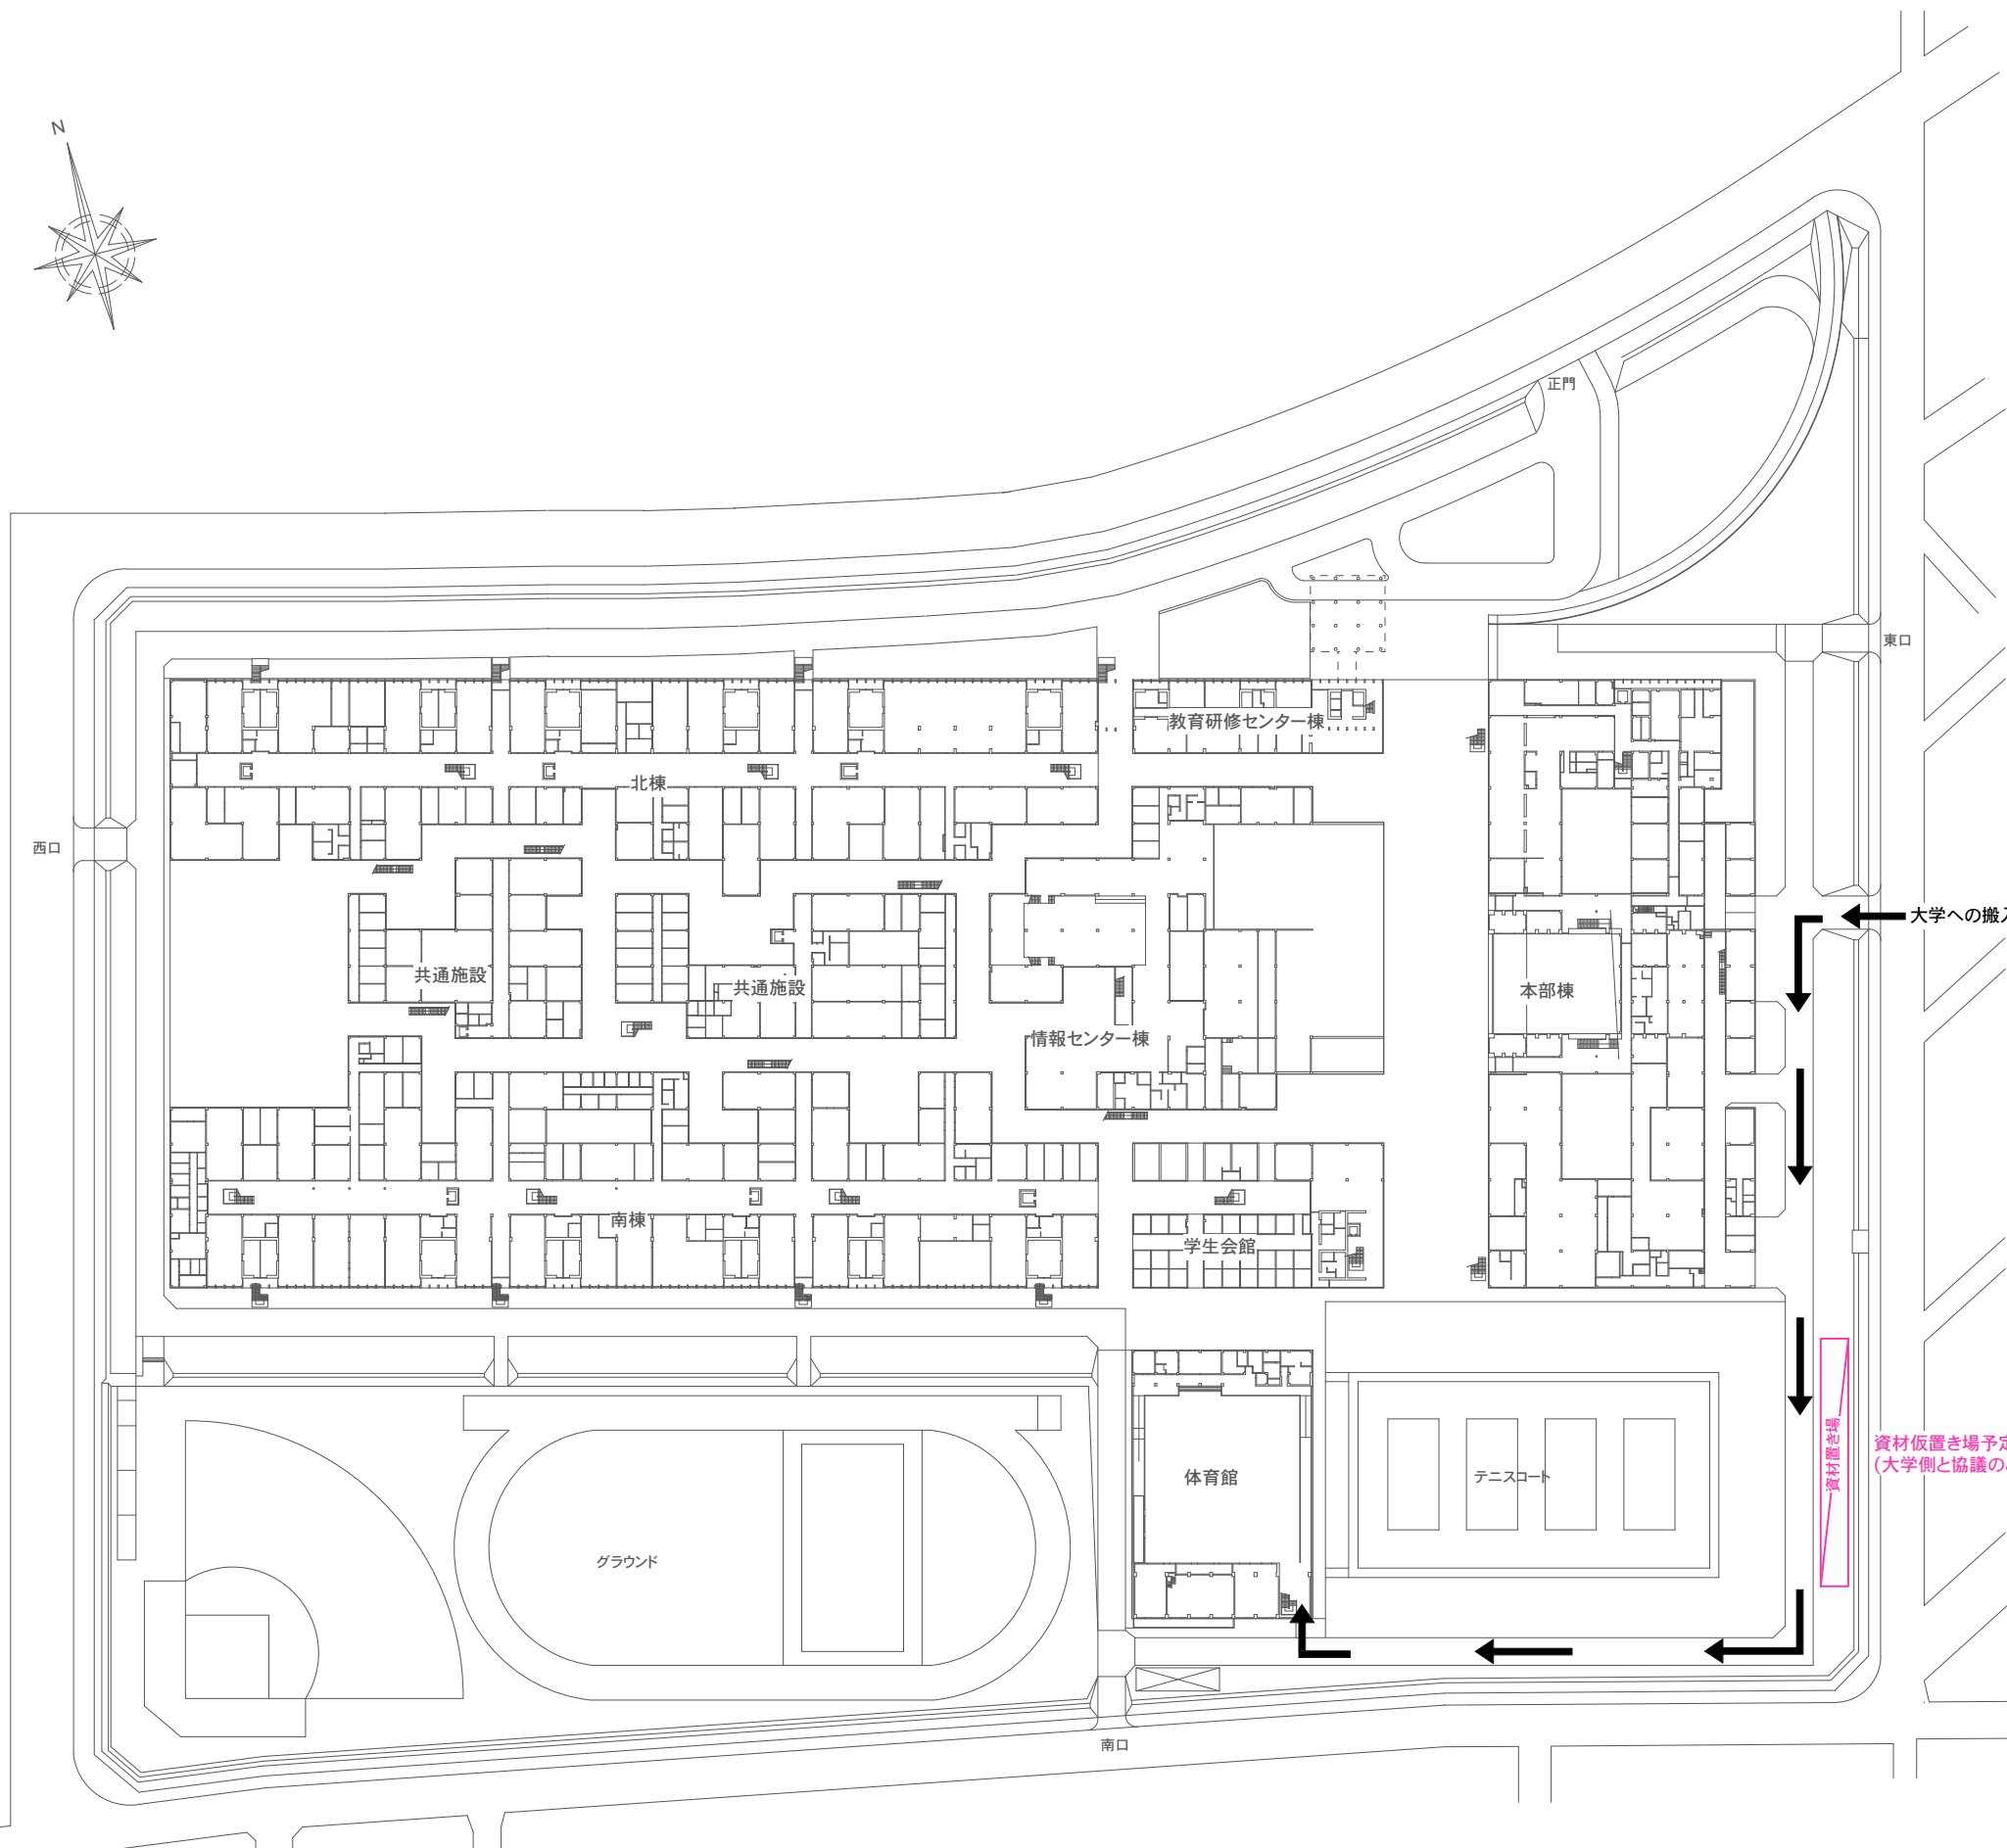 N
正門
東口
教育研修センター棟
北棟
西口
大学への搬入
共通施設
共通施設
本部棟
情報センター棟
南棟
学生会館
資材置き場
資材仮置き場予定
(大学側と協議の
体育館
テニスコート
グラウンド
南口